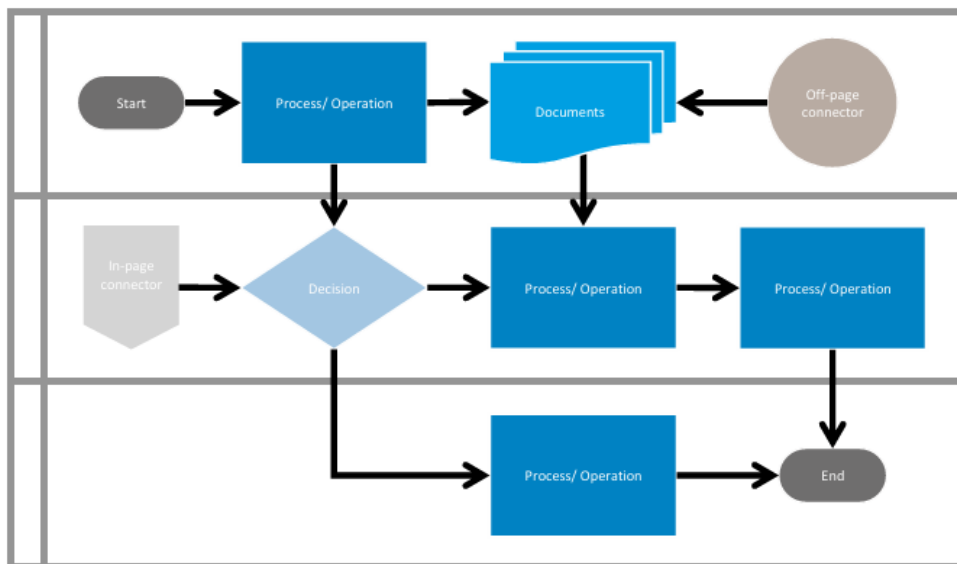 Start
Process/ Operation
Documents
Off-page
connector
In-page
connector
Decision
Process/ Operation
Process/ Operation
Process/ Operation
End